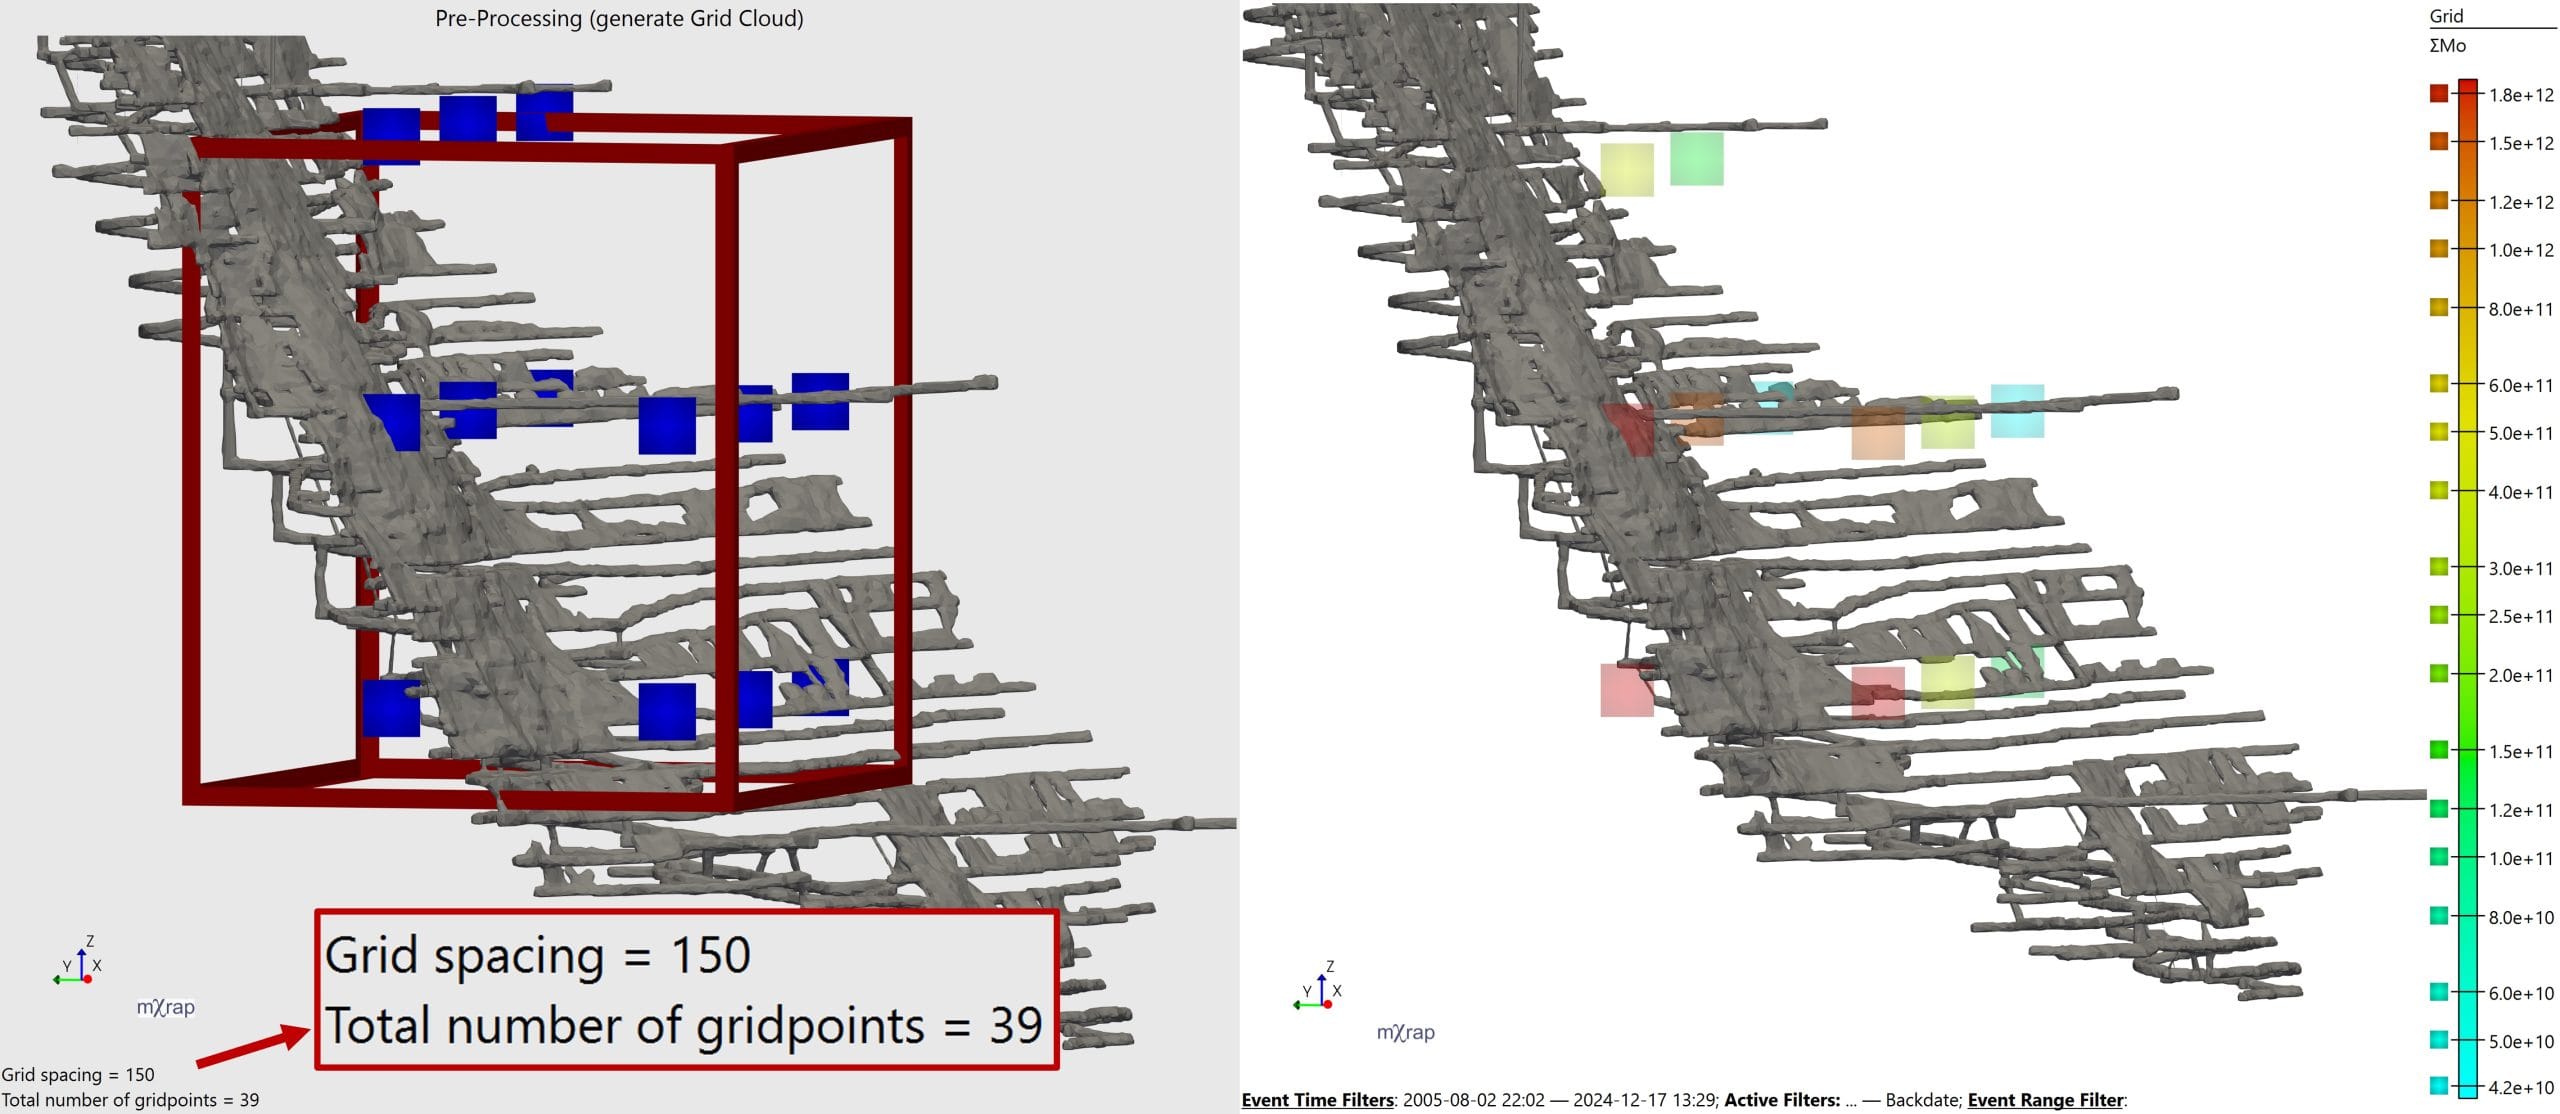 Pre-Processing (generate Grid Cloud)
Grid spacing = 150
Total number of gridpoints = 39
Z
Y
X
mχrap
Grid spacing = 150
Total number of gridpoints = 39
Grid
ΣMo
1.8e+12
1.5e+12
1.2e+12
1.0e+12
8.0e+11
6.0e+11
5.0e+11
4.0e+11
3.0e+11
2.5e+11
2.0e+11
1.5e+11
1.2e+11
1.0e+11
8.0e+10
6.0e+10
5.0e+10
4.2e+10
Z
Y
X
mχrap
Event Time Filters: 2005-08-02 22:02 — 2024-12-17 13:29; Active Filters: ... — Backdate; Event Range Filter: